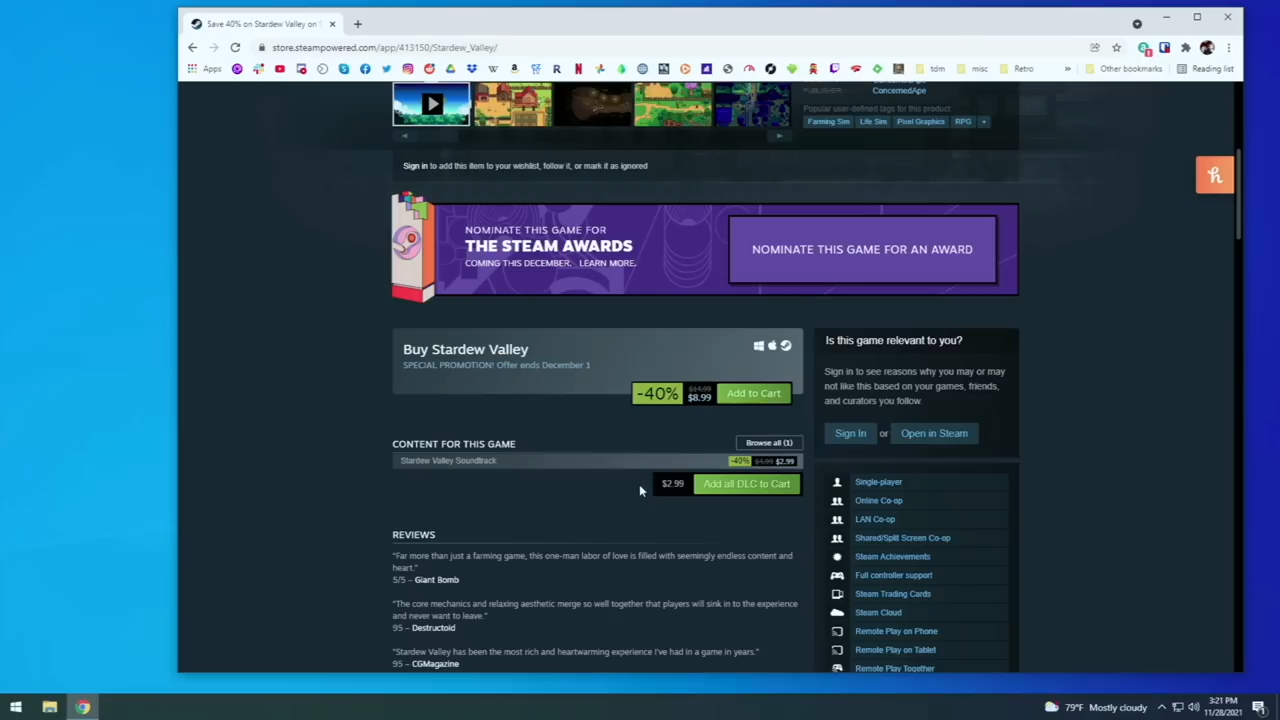 Save 40% on Stardew Valley on S
store.steampowered.com/app/413150/Stardew_Valley/
Apps
tdm
misc
Retro
Other bookmarks
Reading list
PUBLISHER:
ConcernedApe
Popular user-defined tags for this product:
Farming Sim Life Sim Pixel Graphics RPG +
Sign in to add this item to your wishlist, follow it, or mark it as ignored
NOMINATE THIS GAME FOR
THE STEAM AWARDS
COMING THIS DECEMBER. LEARN MORE.
NOMINATE THIS GAME FOR AN AWARD
Buy Stardew Valley
SPECIAL PROMOTION! Offer ends December 1
-40% $14.99 $8.99 Add to Cart
CONTENT FOR THIS GAME
Browse all (1)
Stardew Valley Soundtrack -40% $4.99 $2.99
$2.99 Add all DLC to Cart
REVIEWS
“Far more than just a farming game, this one-man labor of love is filled with seemingly endless content and
heart.”
5/5 – Giant Bomb
“The core mechanics and relaxing aesthetic merge so well together that players will sink in to the experience
and never want to leave.”
95 – Destructoid
“Stardew Valley has been the most rich and heartwarming experience I’ve had in a game in years.”
95 – CGMagazine
Is this game relevant to you?
Sign in to see reasons why you may or
may not like this based on your games, friends,
and curators you follow.
Sign In or Open in Steam
Single-player
Online Co-op
LAN Co-op
Shared/Split Screen Co-op
Steam Achievements
Full controller support
Steam Trading Cards
Steam Cloud
Remote Play on Phone
Remote Play on Tablet
Remote Play Together
79°F Mostly cloudy
3:21 PM
11/28/2021